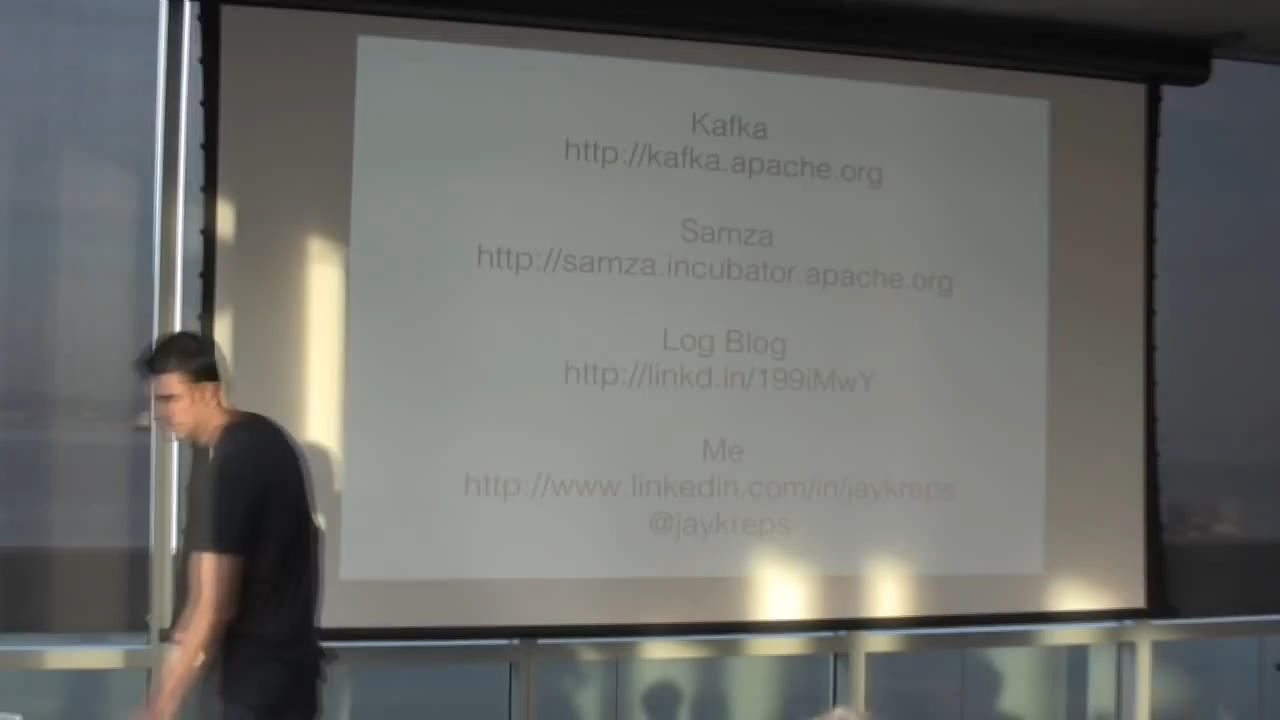 Kafka
http://kafka.apache.org
Samza
http://samza.incubator.apache.org
Log Blog
http://linkd.in/199iMwY
Me
http://www.linkedin.com/in/jaykreps
@jaykreps